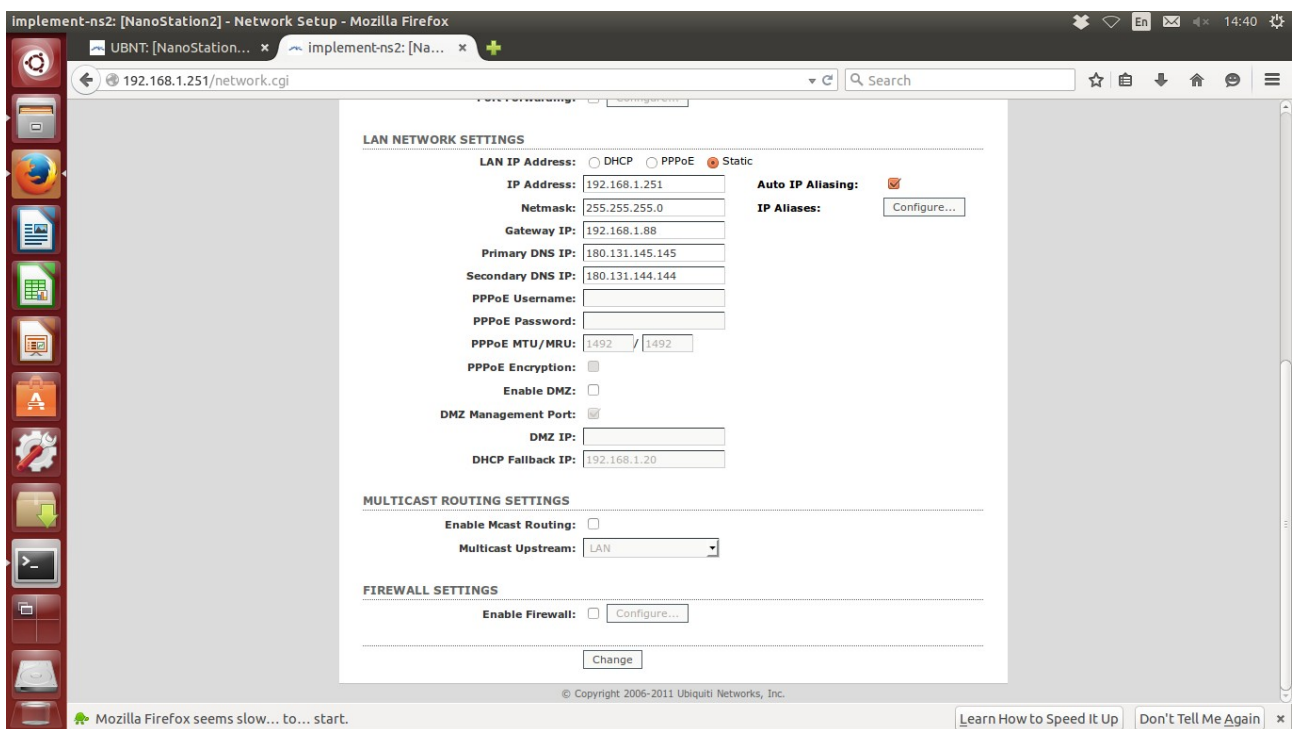 implement-ns2: [NanoStation2] - Network Setup - Mozilla Firefox En 14:40
UBNT: [NanoStation... × implement-ns2: [Na... ×
192.168.1.251/network.cgi Search
Port Forwarding: Configure...
LAN NETWORK SETTINGS
LAN IP Address: DHCP PPPoE Static
IP Address: 192.168.1.251 Auto IP Aliasing:
Netmask: 255.255.255.0 IP Aliases: Configure...
Gateway IP: 192.168.1.88
Primary DNS IP: 180.131.145.145
Secondary DNS IP: 180.131.144.144
PPPoE Username:
PPPoE Password:
PPPoE MTU/MRU: 1492 / 1492
PPPoE Encryption:
Enable DMZ:
DMZ Management Port:
DMZ IP:
DHCP Fallback IP: 192.168.1.20
MULTICAST ROUTING SETTINGS
Enable Mcast Routing:
Multicast Upstream: LAN
FIREWALL SETTINGS
Enable Firewall: Configure...
Change
© Copyright 2006-2011 Ubiquiti Networks, Inc.
Mozilla Firefox seems slow... to... start. Learn How to Speed It Up Don't Tell Me Again ×